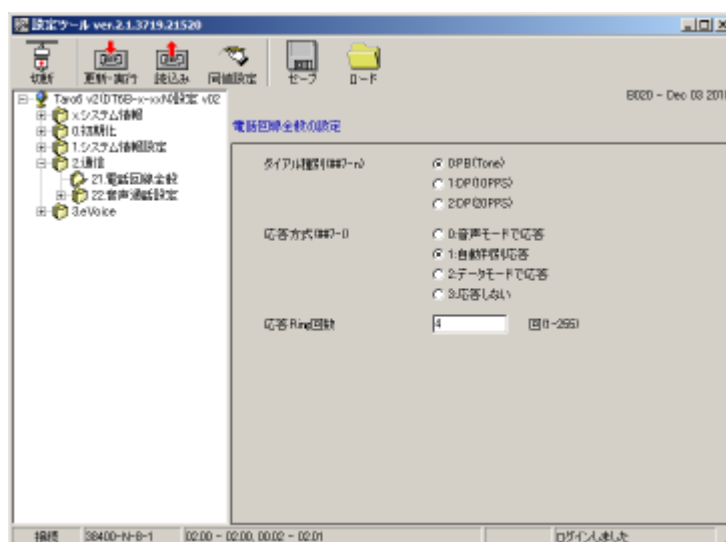 設定ツール ver.2.1.3719.21520
切断 更新・実行 読込み 同値設定 セーブ ロード
B020 - Dec 03 201
x.システム情報
0.初期化
1.システム情報設定
2.通信
21.電話回線全般
22.音声通話設定
3.eVoice
電話回線全般の設定
ダイアル種別(##7-n)
0:PB(Tone)
1:DP(10PPS)
2:DP(20PPS)
0:音声モードで応答
1:自動判別応答
2:データモードで応答
3:応答しない
応答Ring回数
4
回(1-255)
接続 38400-N-8-1 02.00 - 02.00, 00.02 - 02.01 ログインしました